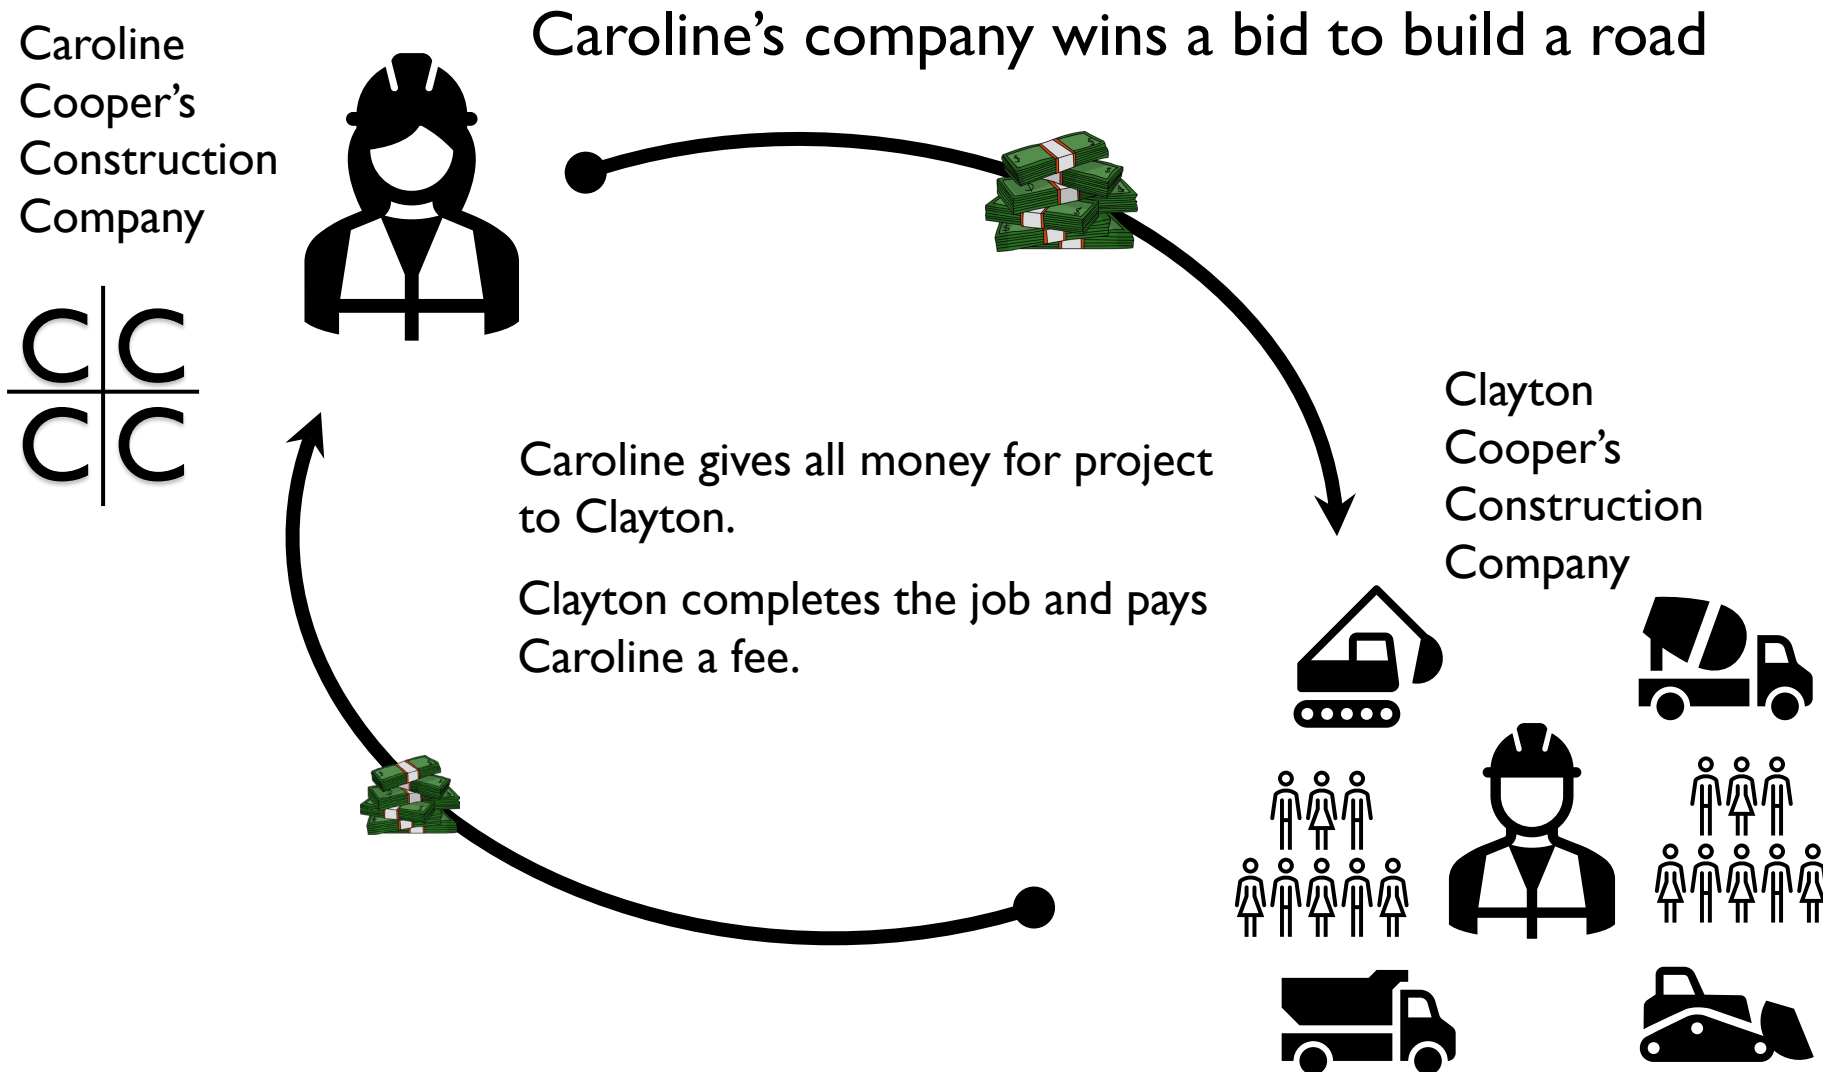 Caroline's company wins a bid to build a road
Caroline
Cooper's
Construction
Company
C C
C C
Caroline gives all money for project
to Clayton.
Clayton completes the job and pays
Caroline a fee.
Clayton
Cooper's
Construction
Company